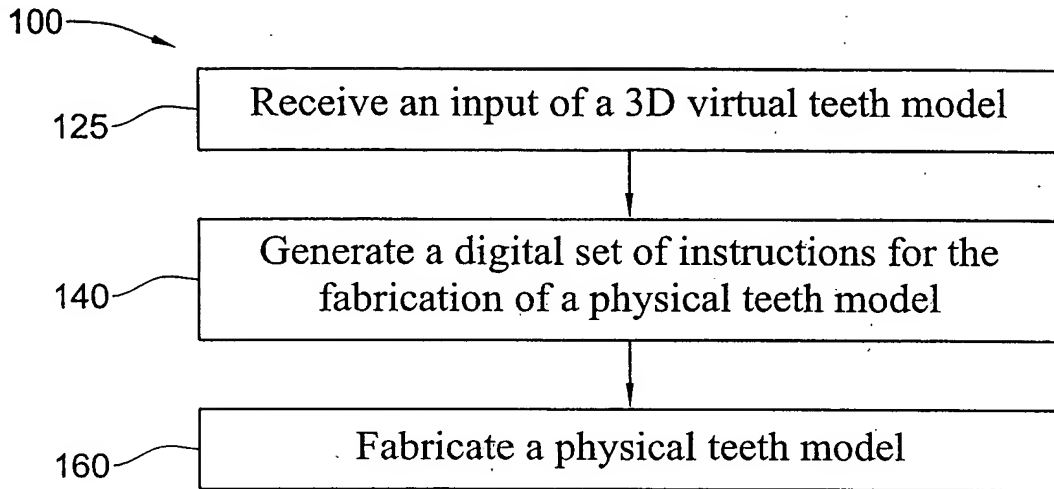 100
125
Receive an input of a 3D virtual teeth model
140
Generate a digital set of instructions for the
fabrication of a physical teeth model
160
Fabricate a physical teeth model